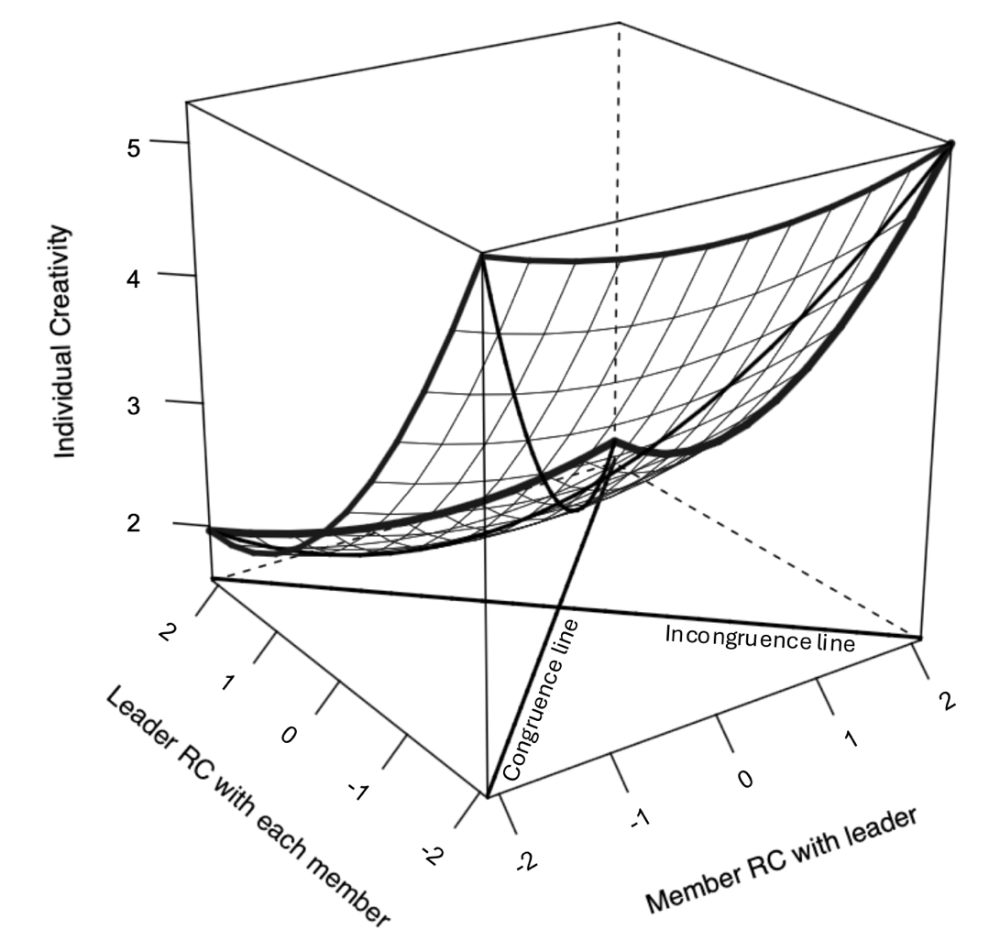 Individual Creativity
5
4
3
2
2
1
0
-1
-2
Leader RC with each member
-2
-1
0
1
2
Member RC with leader
Congruence line
Incongruence line